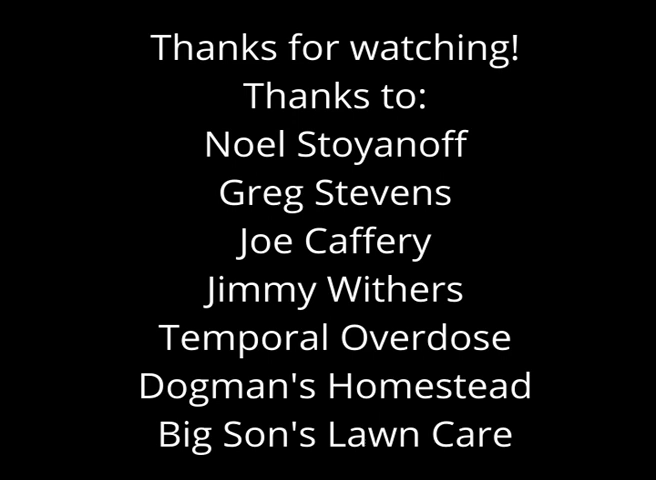 Thanks for watching!
Thanks to:
Noel Stoyanoff
Greg Stevens
Joe Caffery
Jimmy Withers
Temporal Overdose
Dogman's Homestead
Big Son's Lawn Care